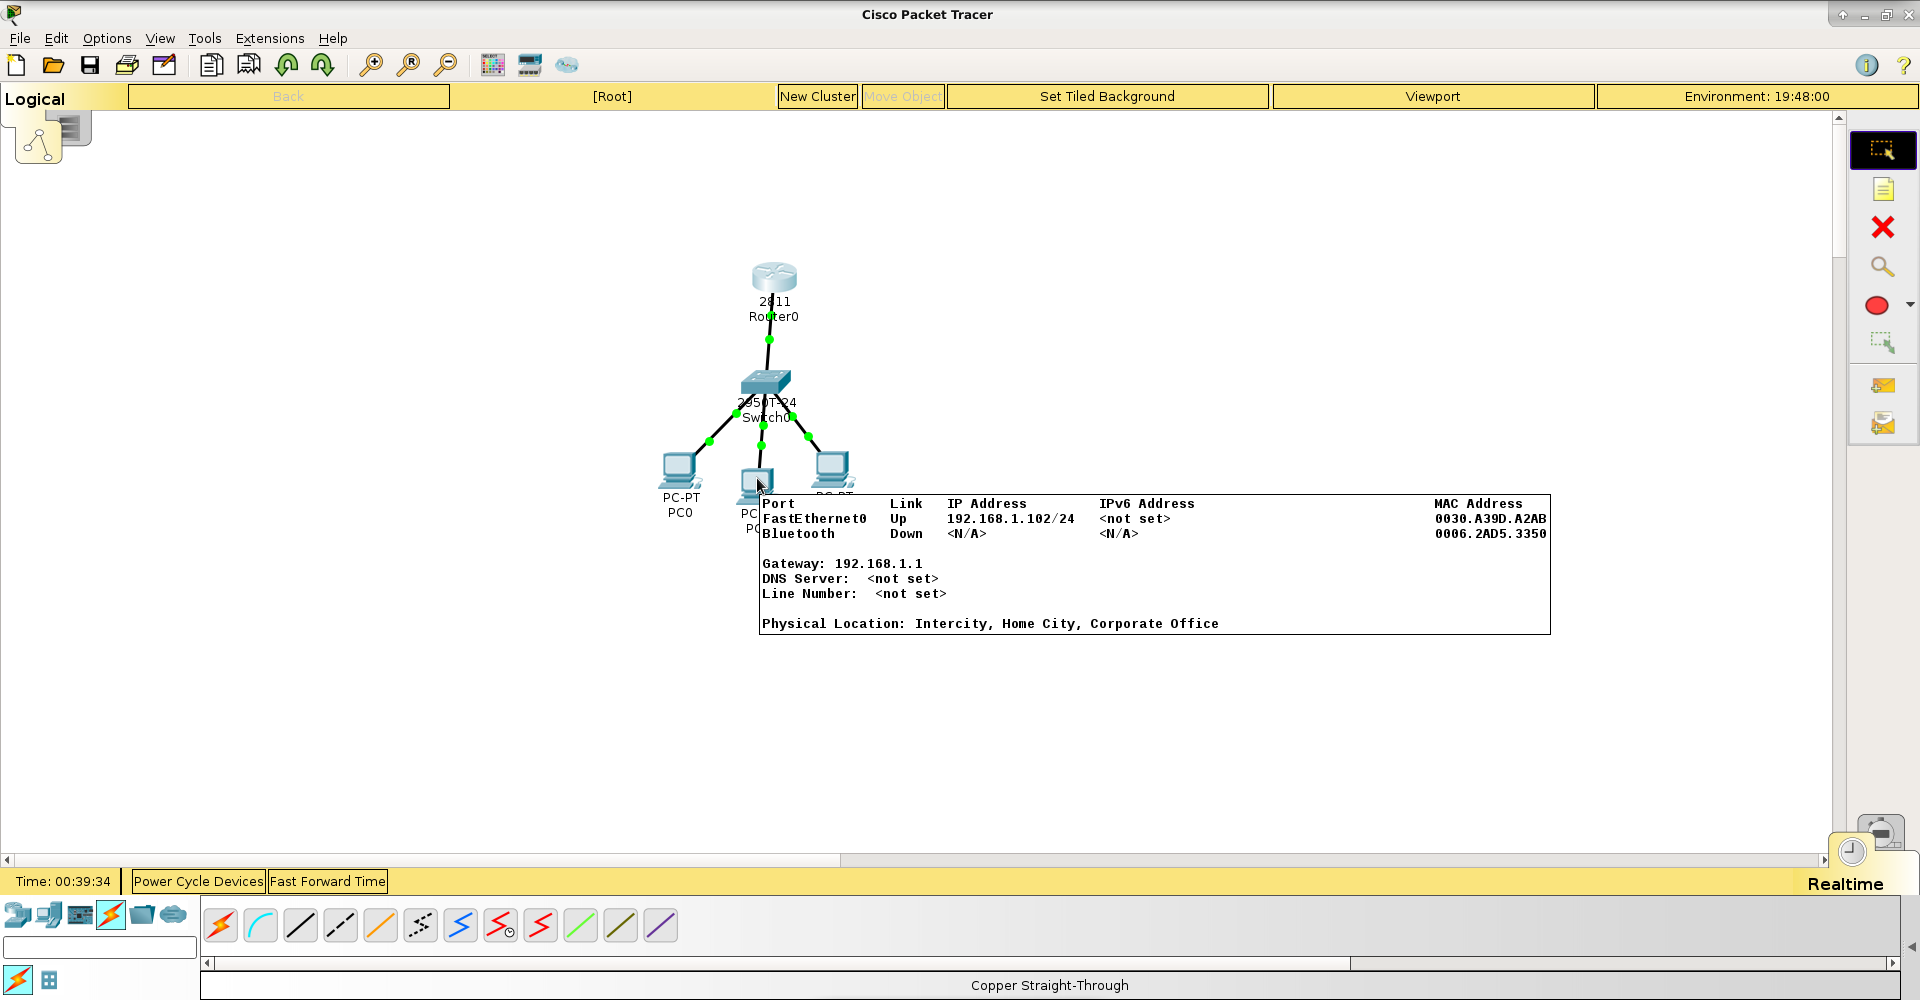 Cisco Packet Tracer
File Edit Options View Tools Extensions Help
Logical Back [Root] New Cluster Move Object Set Tiled Background Viewport Environment: 19:48:00
2811
Router0
2950T-24
Switch0
PC-PT
PC0
Port Link IP Address IPv6 Address MAC Address
FastEthernet0 Up 192.168.1.102/24 <not set> 0030.A39D.A2AB
Bluetooth Down <N/A> <N/A> 0006.2AD5.3350
Gateway: 192.168.1.1
DNS Server: <not set>
Line Number: <not set>
Physical Location: Intercity, Home City, Corporate Office
Time: 00:39:34 Power Cycle Devices Fast Forward Time Realtime
Copper Straight-Through